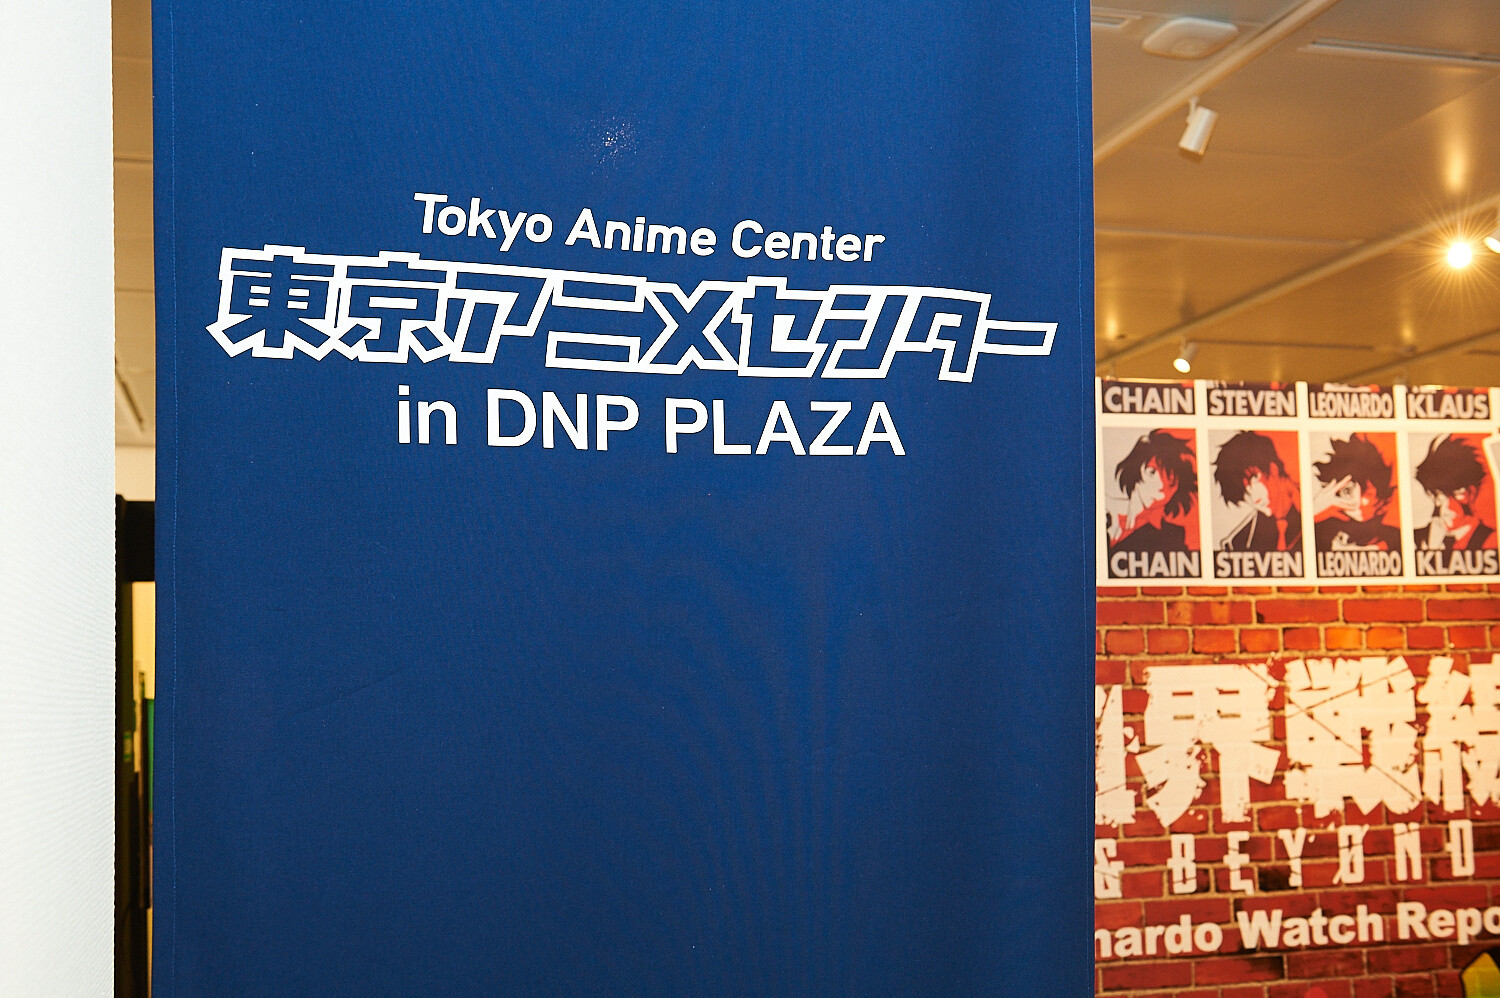 Tokyo Anime Center
東京アニメセンター
in DNP PLAZA
CHAIN STEVEN LEONARDO KLAUS
CHAIN STEVEN LEONARDO KLAUS
界戦線
& BEYOND
nardo Watch Repo